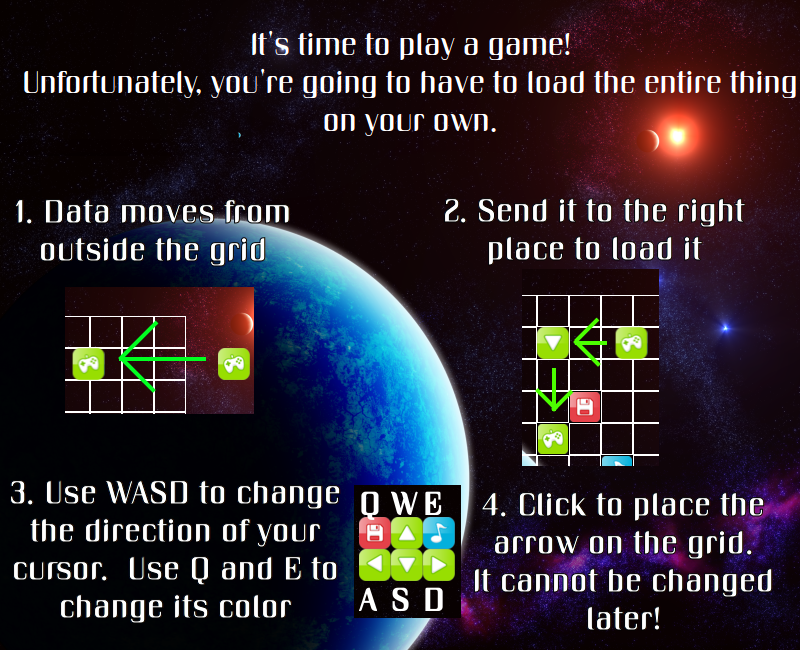 It's time to play a game!
Unfortunately, you're going to have to load the entire thing
on your own.
1. Data moves from
outside the grid
2. Send it to the right
place to load it
3. Use WASD to change
the direction of your
cursor. Use Q and E to
change its color
Q W E
A S D
4. Click to place the
arrow on the grid.
It cannot be changed
later!